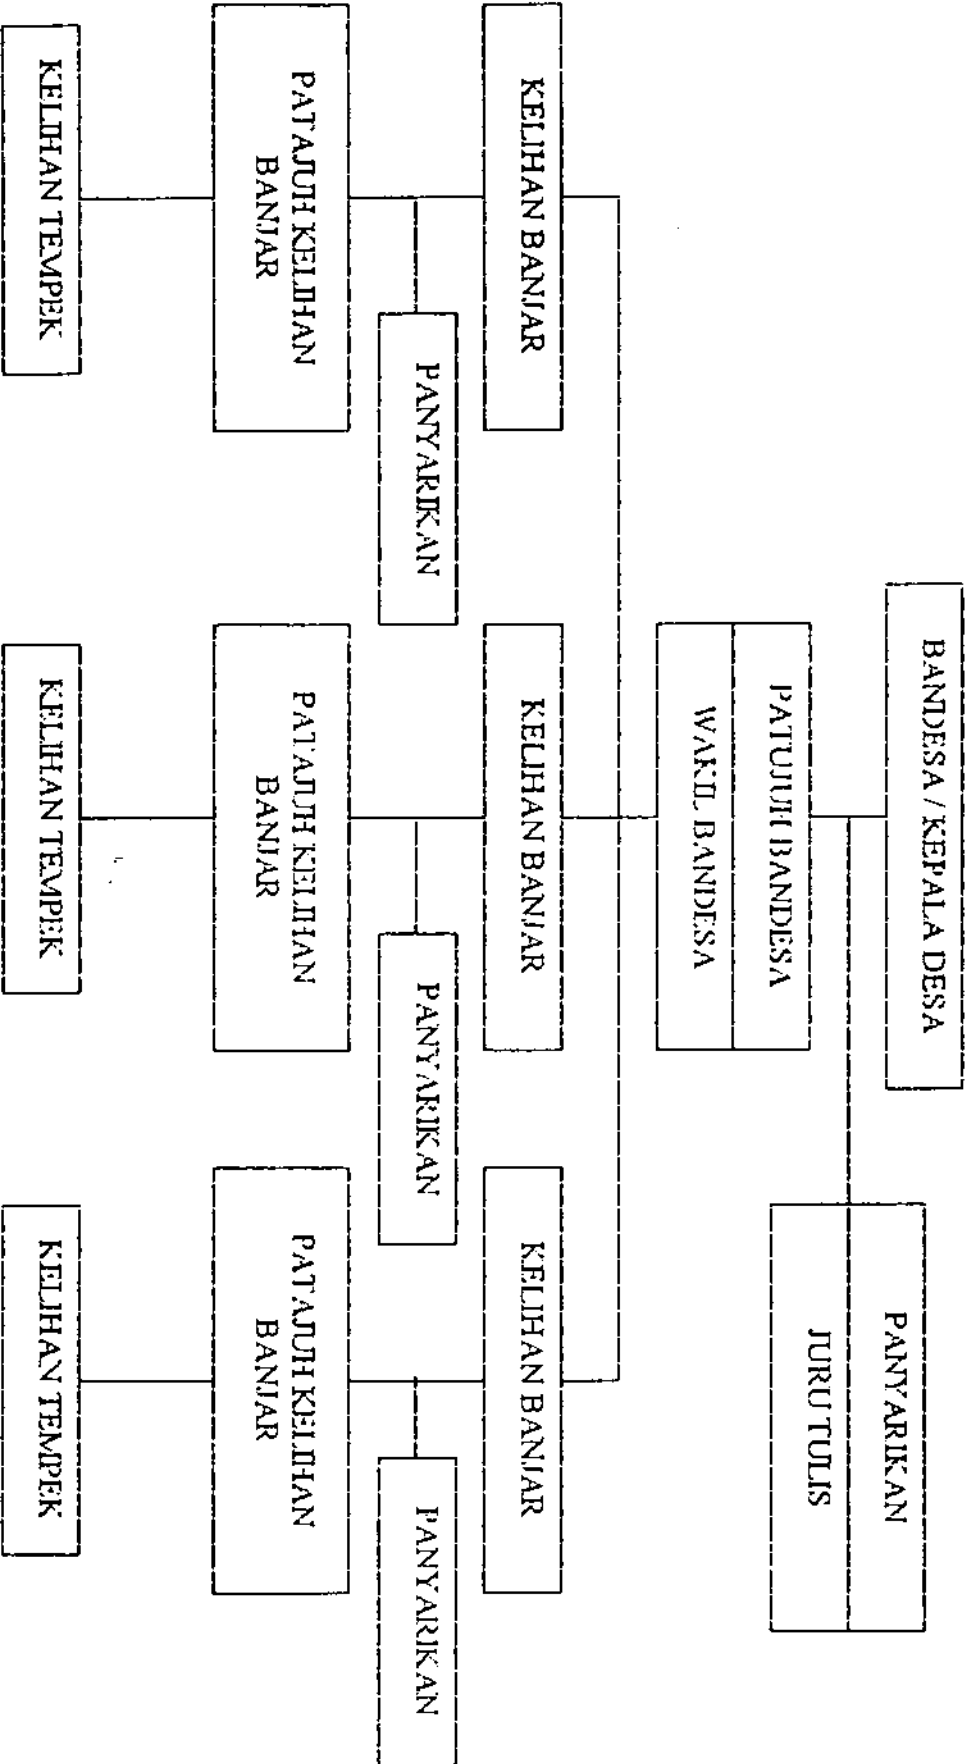 BANDESA / KEPALA DESA
PANYARIKAN
JURU TULIS
PATUJUH BANDESA
WAKIL BANDESA
KELIHAN BANJAR
KELIHAN BANJAR
KELIHAN BANJAR
PANYARIKAN
PANYARIKAN
PANYARIKAN
PATAJUH KELIHAN
BANJAR
PATAJUH KELIHAN
BANJAR
PATAJUH KELIHAN
BANJAR
KELIHAN TEMPEK
KELIHAN TEMPEK
KELIHAN TEMPEK